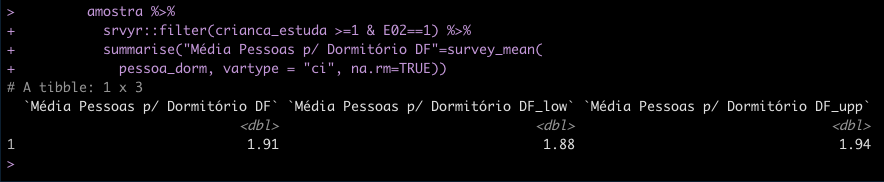 > amostra %>%
+ srvyr::filter(crianca_estuda >=1 & E02==1) %>%
+ summarise("Média Pessoas p/ Dormitório DF"=survey_mean(
+ pessoa_dorm, vartype = "ci", na.rm=TRUE))
# A tibble: 1 x 3
`Média Pessoas p/ Dormitório DF` `Média Pessoas p/ Dormitório DF_low` `Média Pessoas p/ Dormitório DF_upp`
<dbl> <dbl> <dbl>
1 1.91 1.88 1.94
>